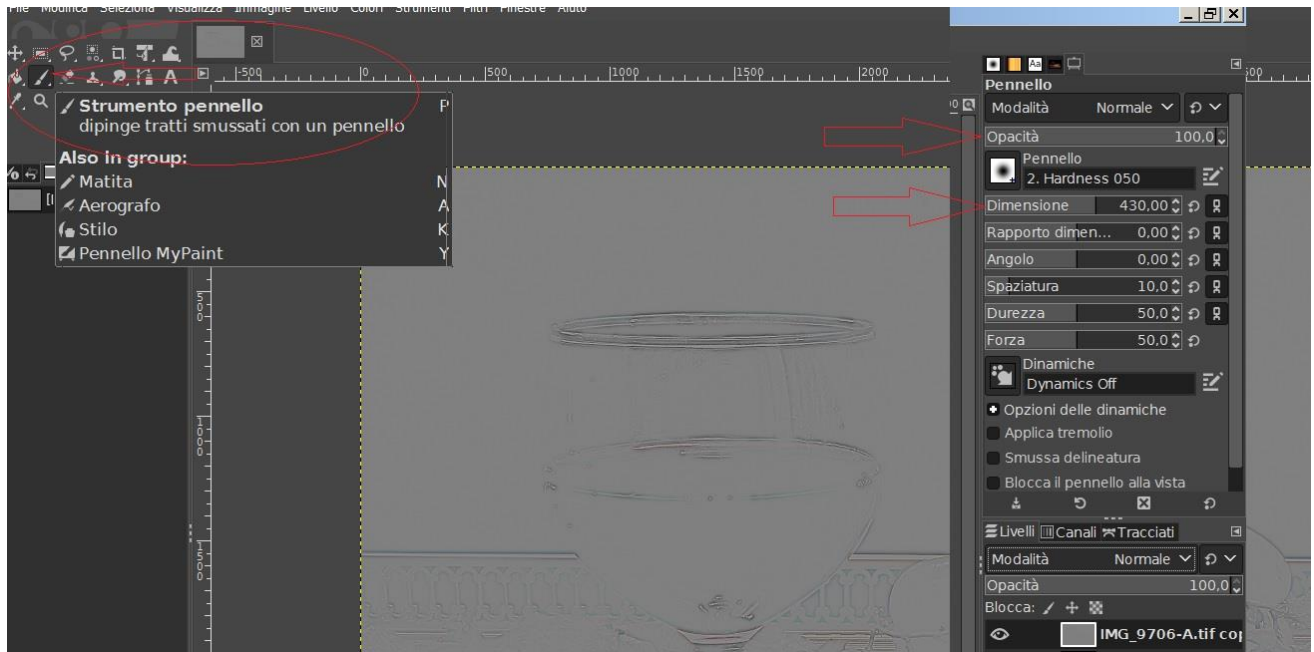 File Modifica Seleziona Visualizza Immagine Livello Colori Strumenti Filtri Finestre Aiuto
-500 0 500 1000 1500 2000
Strumento pennello P
dipinge tratti smussati con un pennello
Also in group:
Matita N
Aerografo A
Stilo K
Pennello MyPaint Y
500
1000
1500
Pennello
Modalità Normale
Opacità 100,0
Pennello
2. Hardness 050
Dimensione 430,00
Rapporto dimen... 0,00
Angolo 0,00
Spaziatura 10,0
Durezza 50,0
Forza 50,0
Dinamiche
Dynamics Off
Opzioni delle dinamiche
Applica tremolio
Smussa delineatura
Blocca il pennello alla vista
Livelli Canali Tracciati
Modalità Normale
Opacità 100,0
Blocca:
IMG_9706-A.tif cop